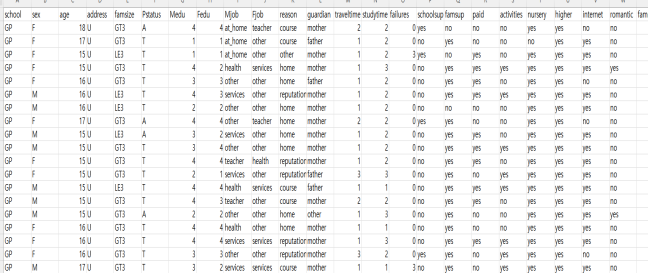 school sex age address famsize Pstatus Medu Fedu Mjob Fjob reason guardian traveltime studytime failures schoolsup famsup paid activities nursery higher internet romantic fam
GP F 18 U GT3 A 4 4 at_home teacher course mother 2 2 0 yes no no no yes yes no no
GP F 17 U GT3 T 1 1 at_home other course father 1 2 0 no yes no no no yes yes no
GP F 15 U LE3 T 1 1 at_home other other mother 1 2 3 yes no yes no yes yes yes no
GP F 15 U GT3 T 4 2 health services home mother 1 3 0 no yes yes yes yes yes yes yes
GP F 16 U GT3 T 3 3 other other home father 1 2 0 no yes yes no yes yes no no
GP M 16 U LE3 T 4 3 services other reputation mother 1 2 0 no yes yes yes yes yes yes no
GP M 16 U LE3 T 2 2 other other home mother 1 2 0 no no no no yes yes yes no
GP F 17 U GT3 A 4 4 other teacher home mother 2 2 0 yes yes no no yes yes no no
GP M 15 U LE3 A 3 2 services other home mother 1 2 0 no yes yes no yes yes yes no
GP M 15 U GT3 T 3 4 other other home mother 1 2 0 no yes yes yes yes yes yes no
GP F 15 U GT3 T 4 4 teacher health reputation mother 1 2 0 no yes yes no yes yes yes no
GP F 15 U GT3 T 2 1 services other reputation father 3 3 0 no yes no yes yes yes yes no
GP M 15 U LE3 T 4 4 health services course father 1 1 0 no yes yes yes yes yes yes no
GP M 15 U GT3 T 4 3 teacher other course mother 2 2 0 no yes yes no yes yes yes no
GP M 15 U GT3 A 2 2 other other home other 1 3 0 no yes no no yes yes yes yes
GP F 16 U GT3 T 4 4 health other home mother 1 1 0 no yes no no yes yes yes no
GP F 16 U GT3 T 4 4 services services reputation mother 1 3 0 no yes yes yes yes yes yes no
GP F 16 U GT3 T 3 3 other other reputation mother 3 2 0 yes yes no yes yes yes no no
GP M 17 U GT3 T 3 2 services services course mother 1 1 3 no yes no yes yes yes yes no